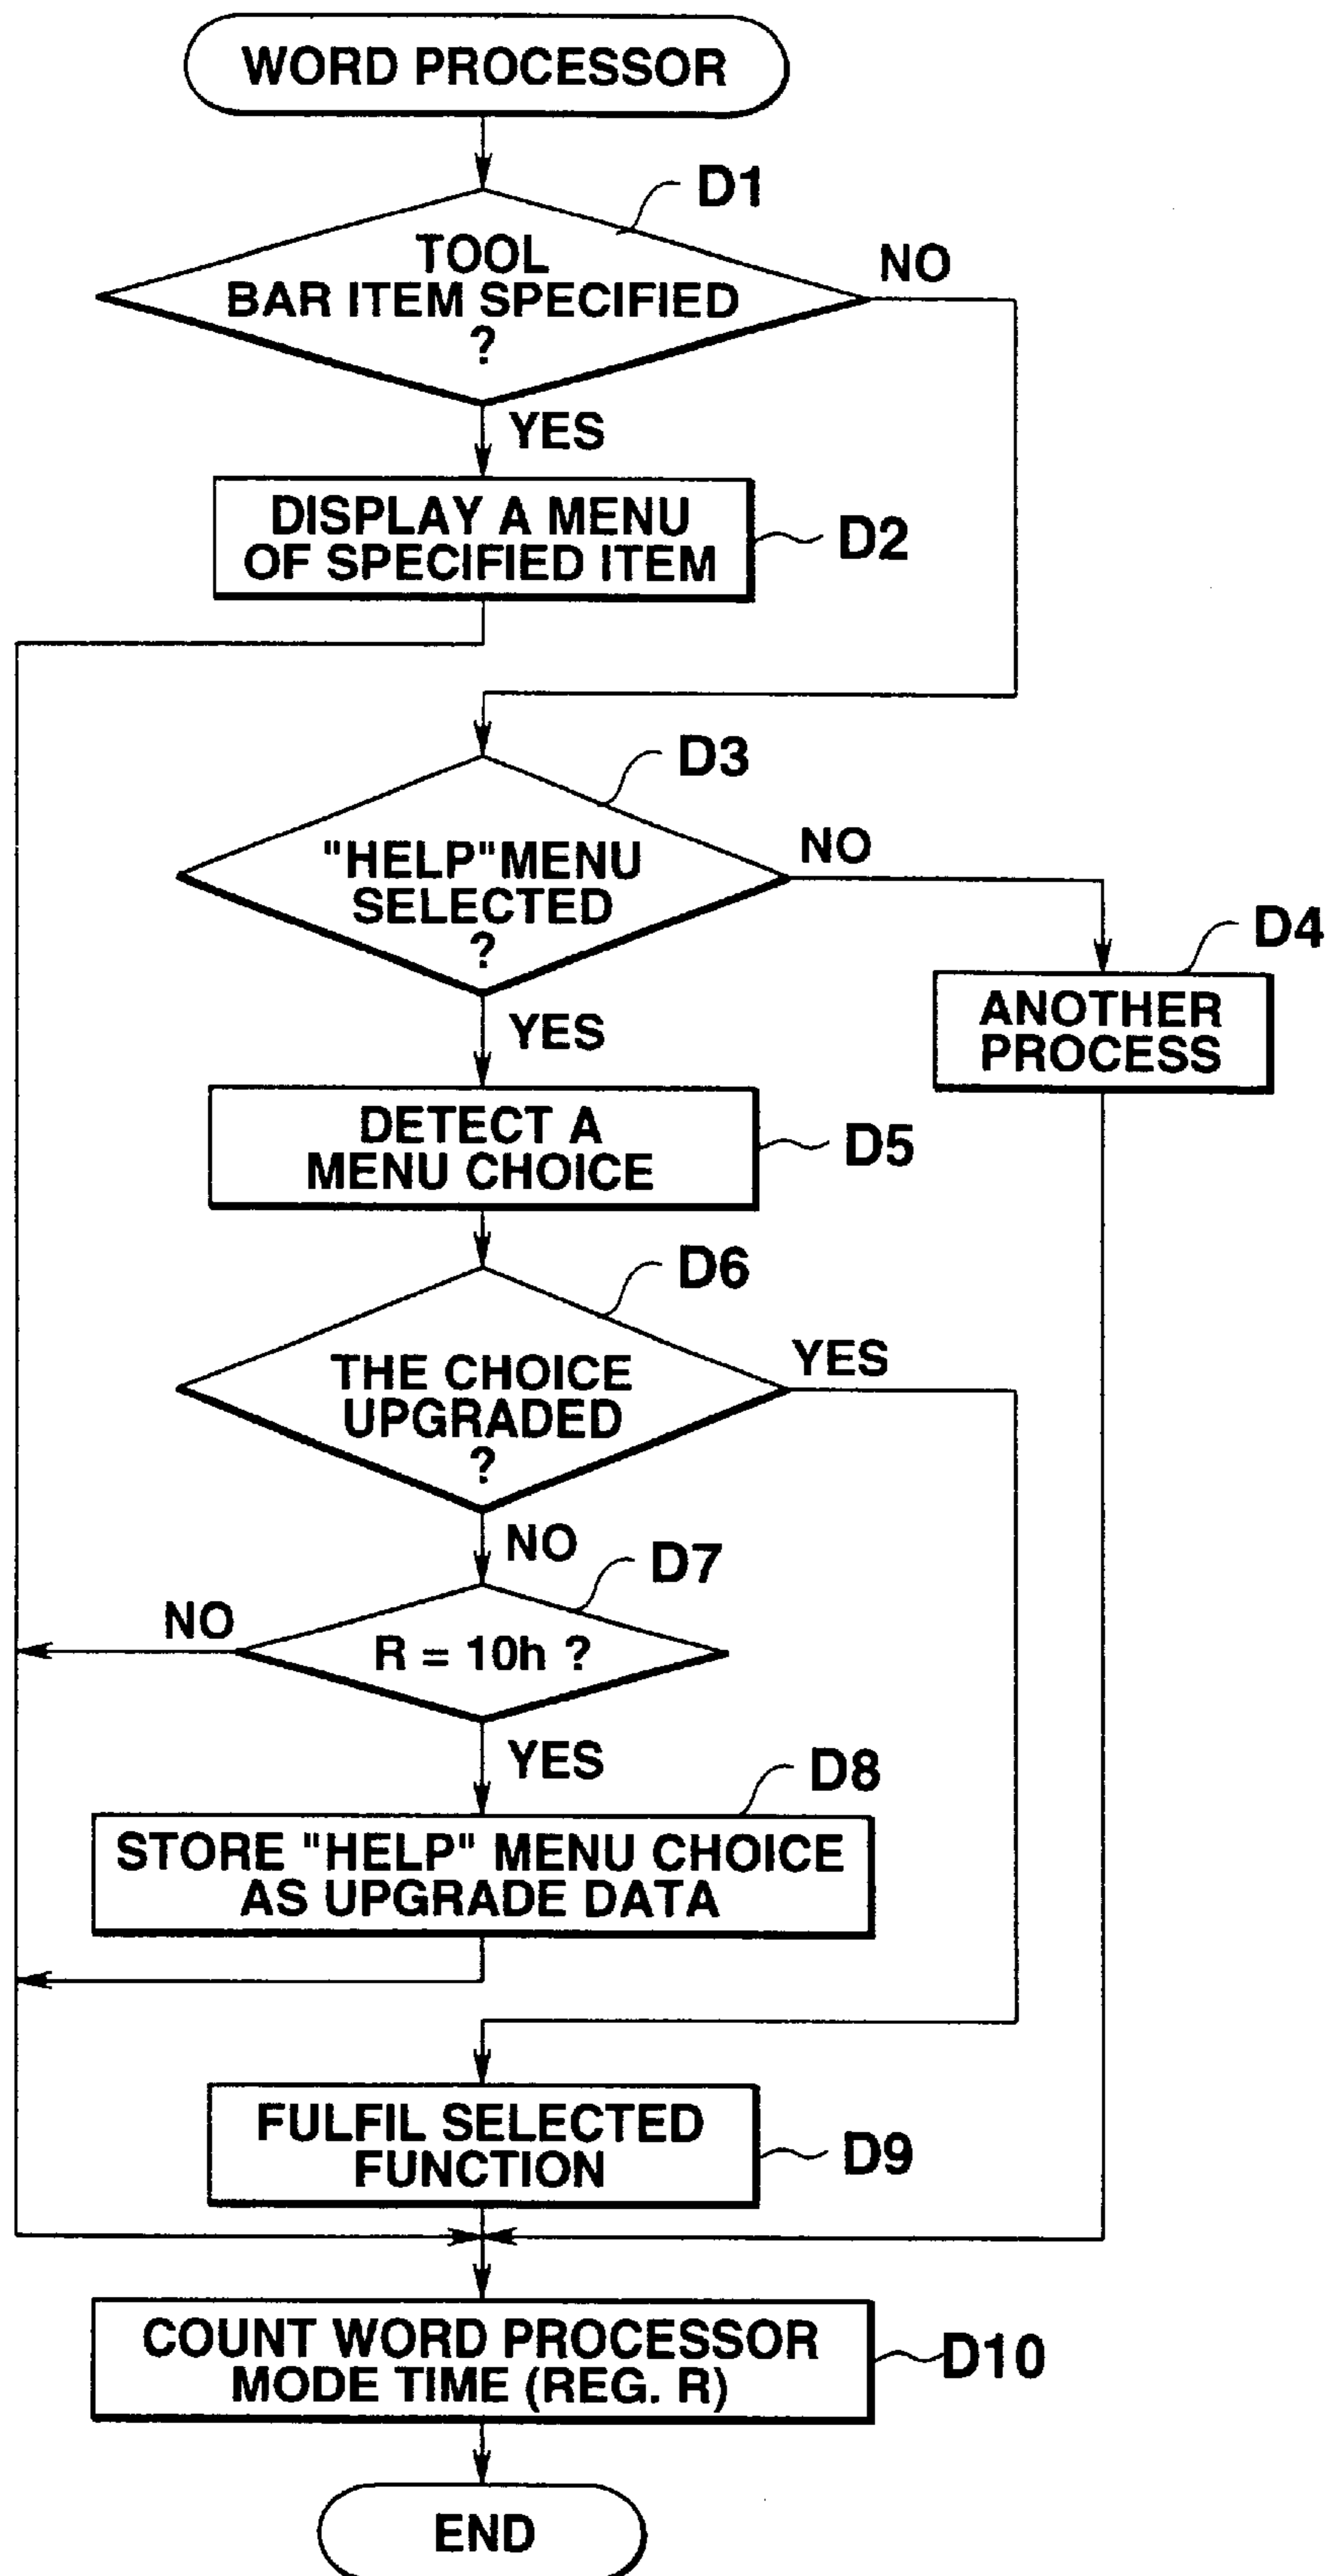 WORD PROCESSOR
D1
TOOL
BAR ITEM SPECIFIED
?
NO
YES
DISPLAY A MENU
OF SPECIFIED ITEM
D2
D3
"HELP"MENU
SELECTED
?
NO
D4
ANOTHER
PROCESS
YES
DETECT A
MENU CHOICE
D5
D6
THE CHOICE
UPGRADED
?
YES
NO
D7
R = 10h ?
NO
YES
D8
STORE "HELP" MENU CHOICE
AS UPGRADE DATA
FULFIL SELECTED
FUNCTION
D9
COUNT WORD PROCESSOR
MODE TIME (REG. R)
D10
END